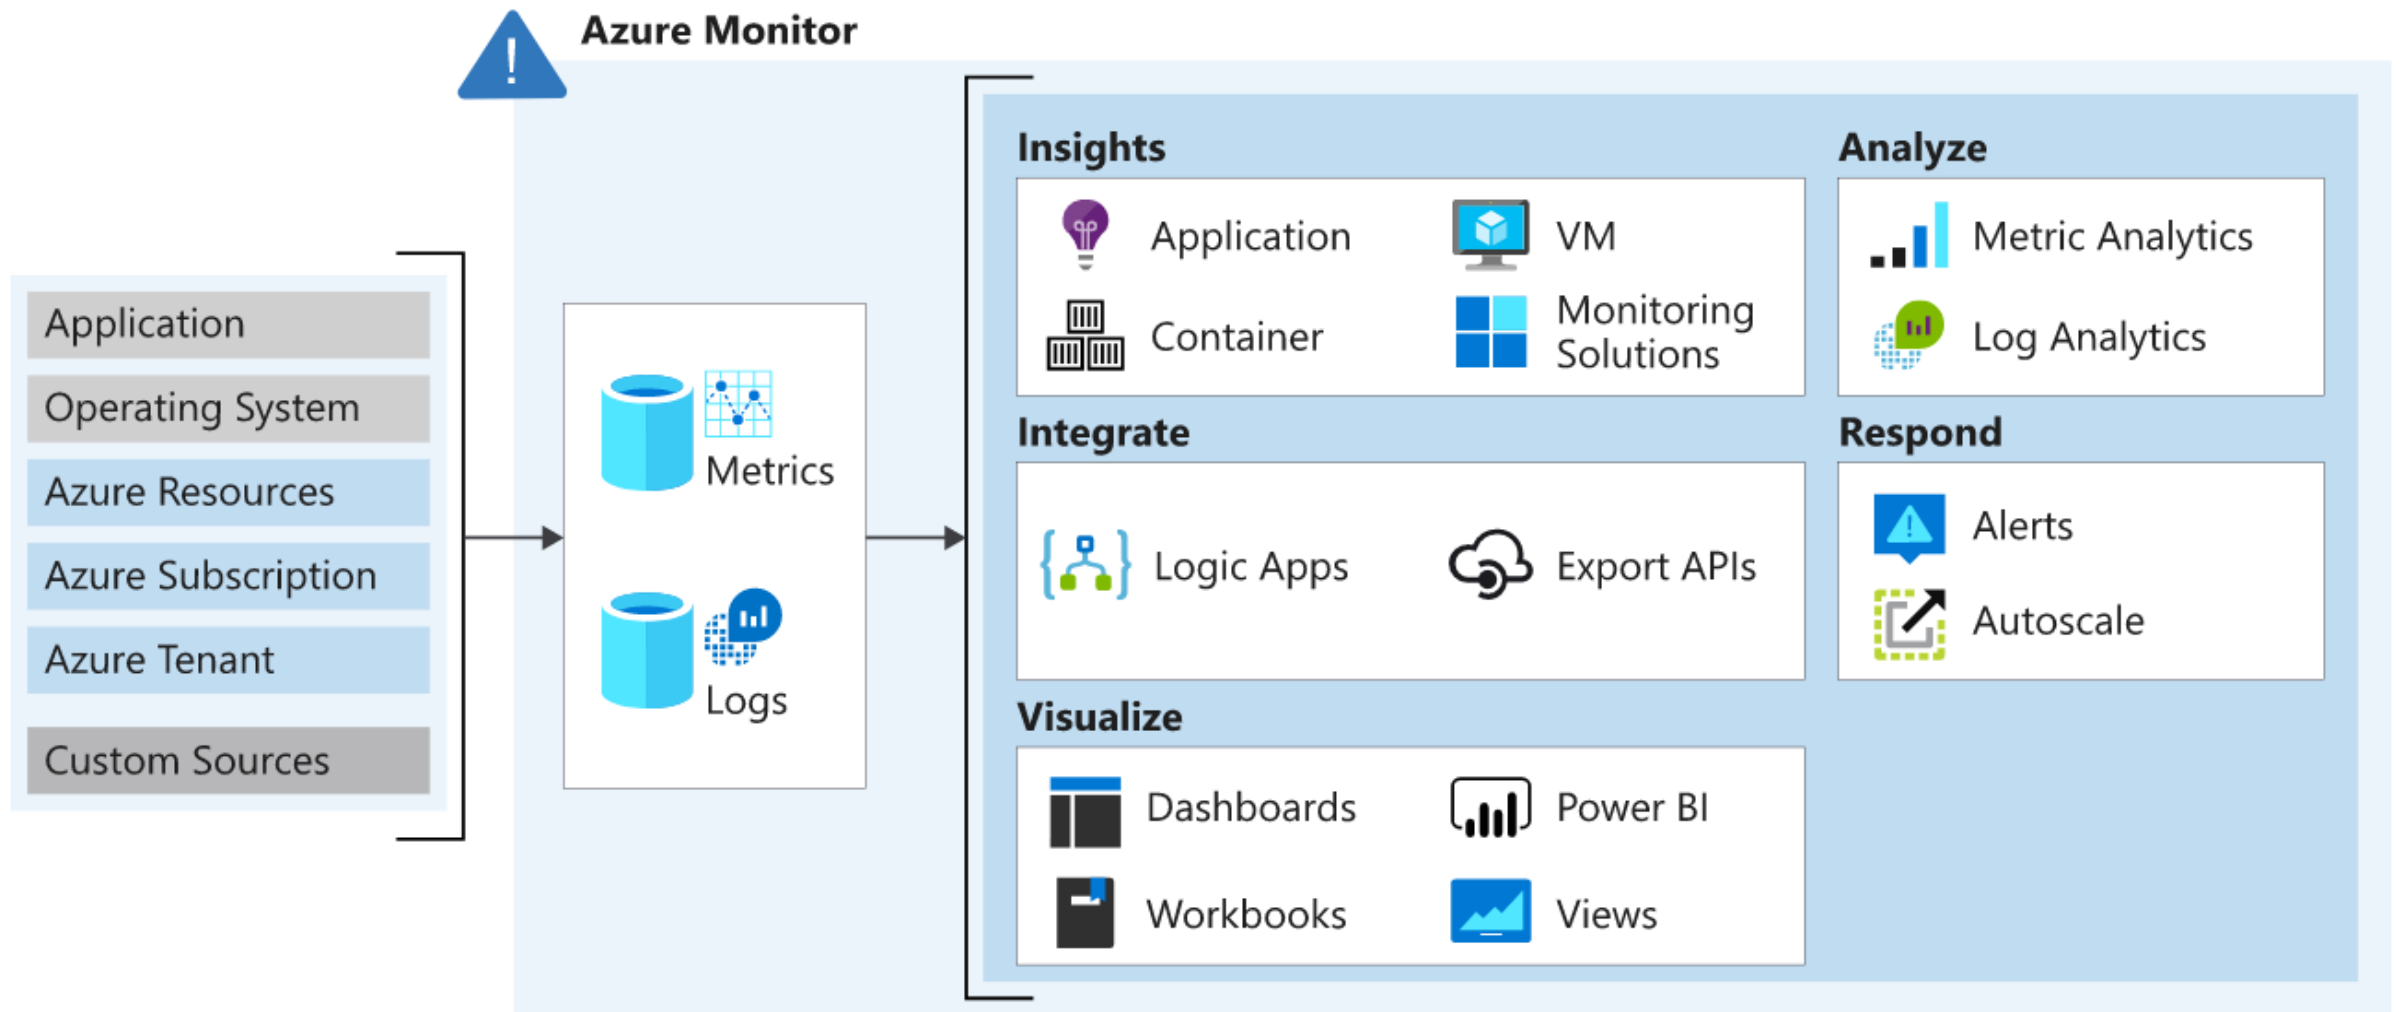 Azure Monitor
Application
Operating System
Azure Resources
Azure Subscription
Azure Tenant
Custom Sources
Metrics
Logs
Insights
Application
VM
Container
Monitoring
Solutions
Analyze
Metric Analytics
Log Analytics
Integrate
Logic Apps
Export APIs
Respond
Alerts
Autoscale
Visualize
Dashboards
Power BI
Workbooks
Views